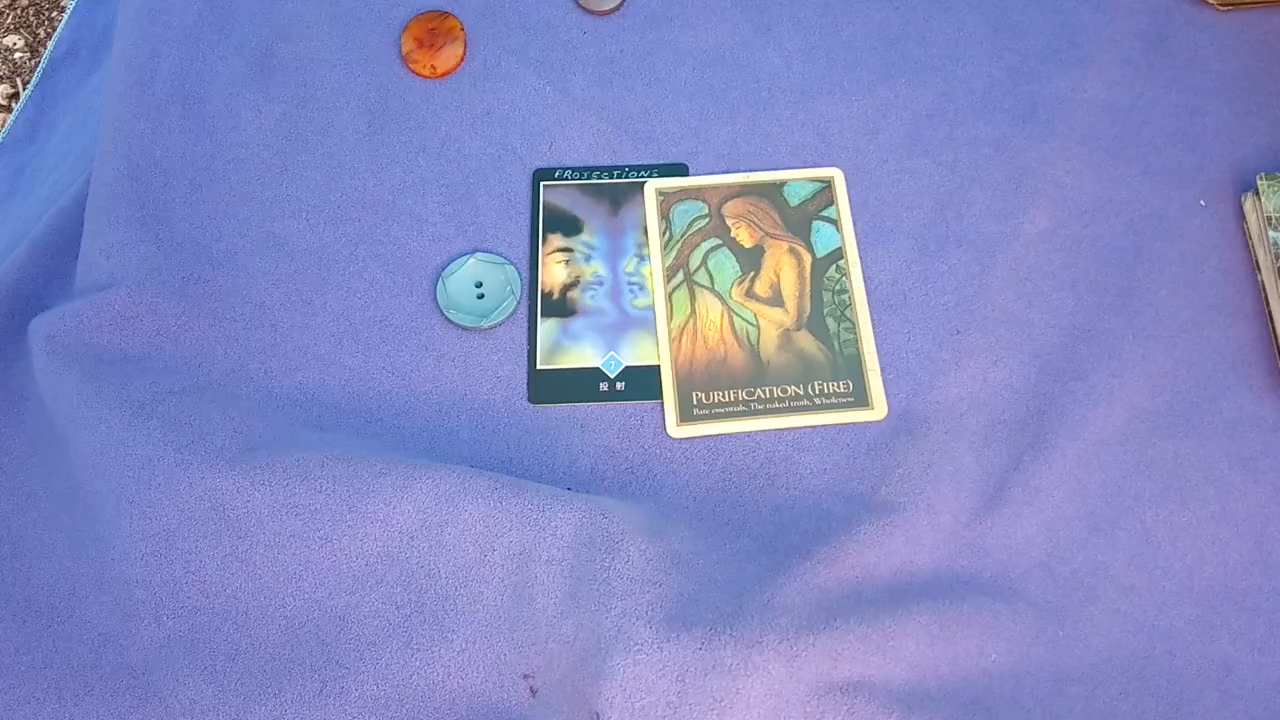 PROJECTIONS
7
投 射
PURIFICATION (FIRE)
Bare essentials, The naked truth, Wholeness